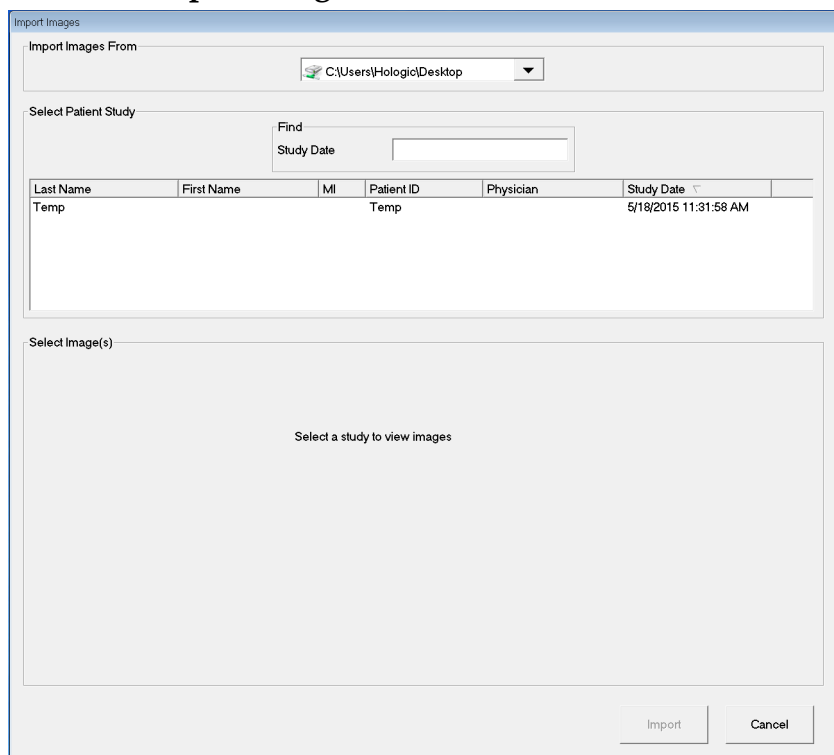 Import Images
Import Images From
C:\Users\Hologic\Desktop
Select Patient Study
Find
Study Date
Last Name First Name MI Patient ID Physician Study Date
Temp Temp 5/18/2015 11:31:58 AM
Select Image(s)
Select a study to view images
Import Cancel